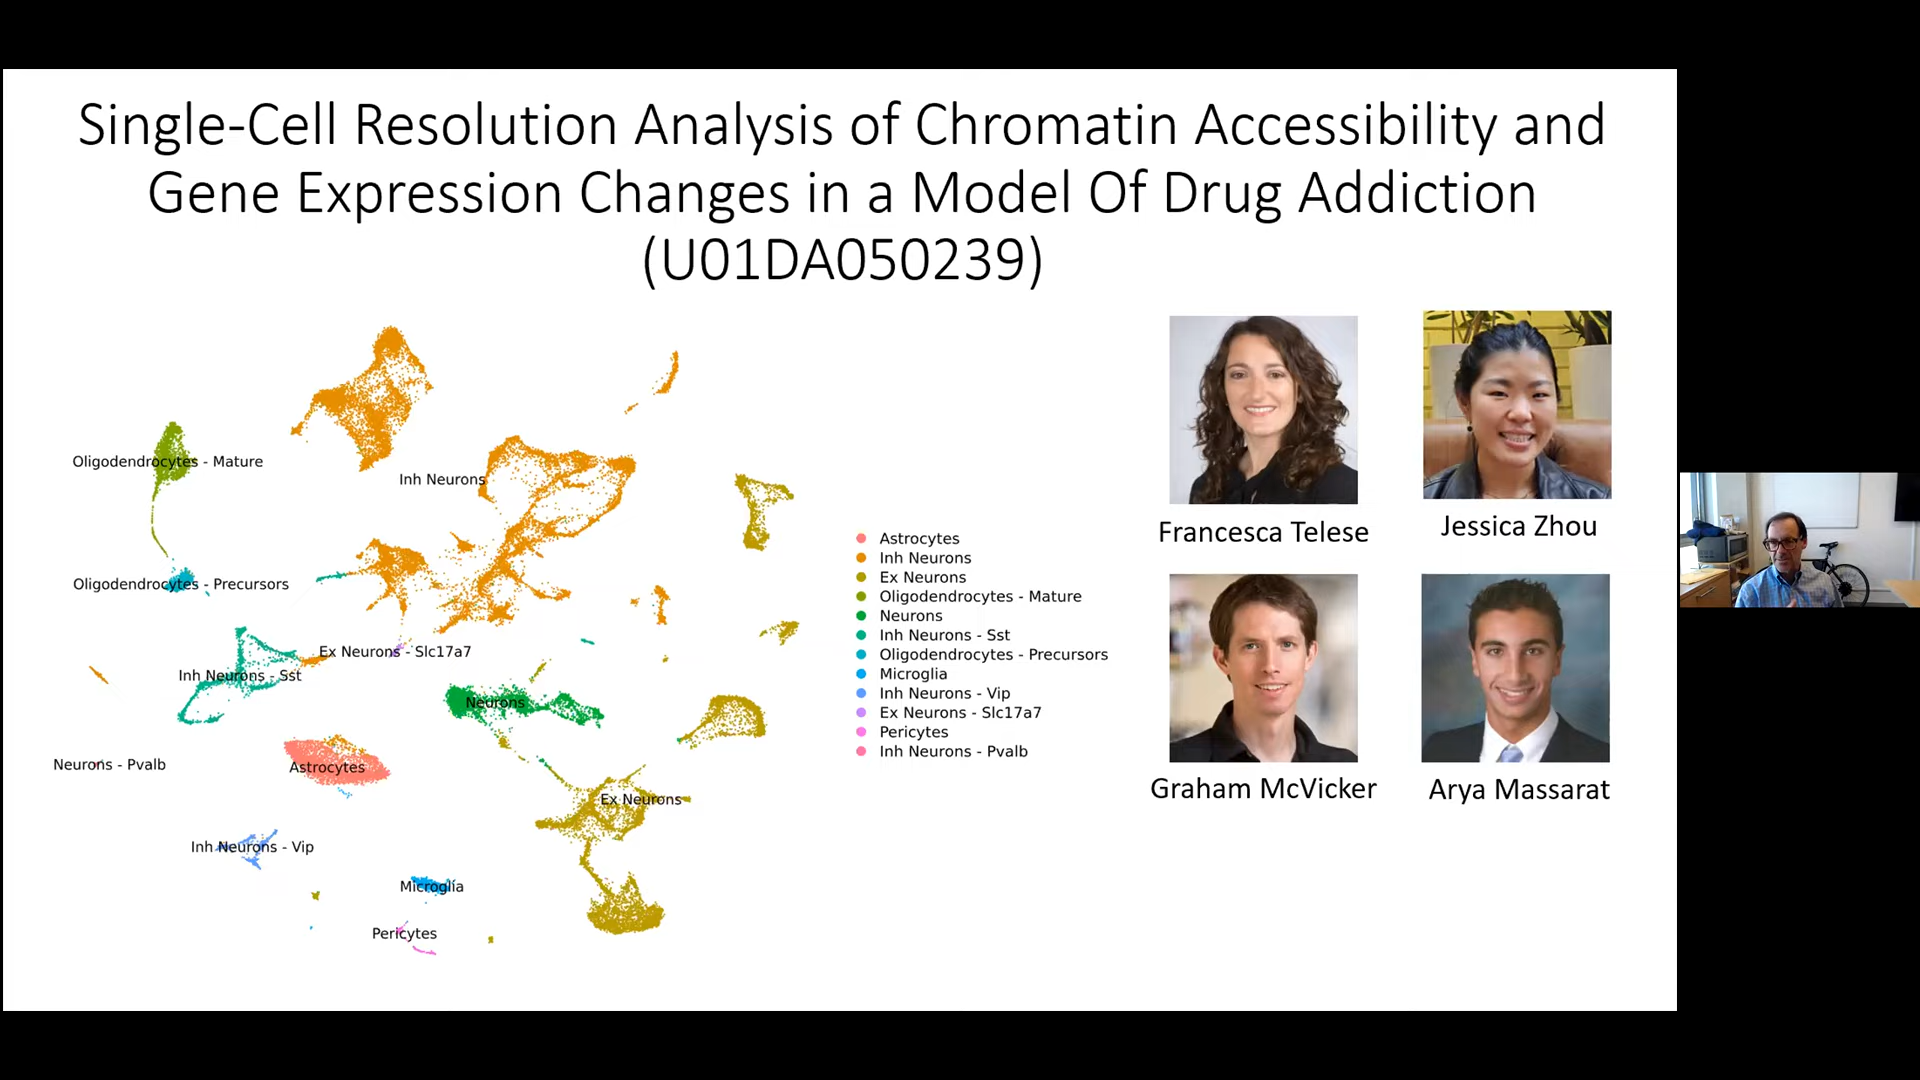 Single-Cell Resolution Analysis of Chromatin Accessibility and
Gene Expression Changes in a Model Of Drug Addiction
(U01DA050239)
Oligodendrocytes - Mature
Inh Neurons
Oligodendrocytes - Precursors
Ex Neurons - Slc17a7
Inh Neurons - Sst
Neurons
Neurons - Pvalb
Astrocytes
Ex Neurons
Inh Neurons - Vip
Microglia
Pericytes
Astrocytes
Inh Neurons
Ex Neurons
Oligodendrocytes - Mature
Neurons
Inh Neurons - Sst
Oligodendrocytes - Precursors
Microglia
Inh Neurons - Vip
Ex Neurons - Slc17a7
Pericytes
Inh Neurons - Pvalb
Francesca Telese
Jessica Zhou
Graham McVicker
Arya Massarat